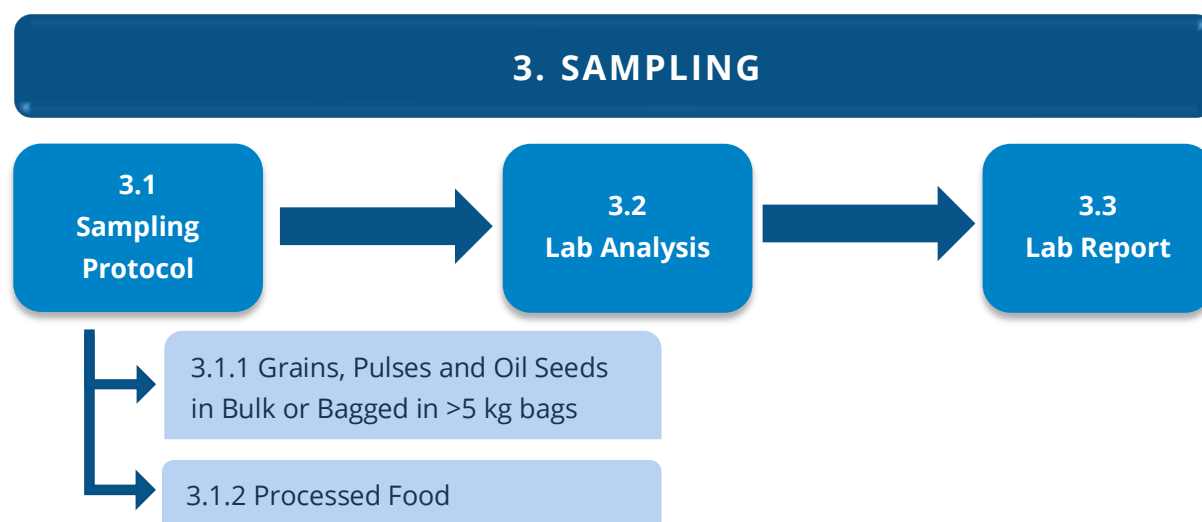 3. SAMPLING
3.1
Sampling
Protocol
3.2
Lab Analysis
3.3
Lab Report
3.1.1 Grains, Pulses and Oil Seeds
in Bulk or Bagged in >5 kg bags
3.1.2 Processed Food